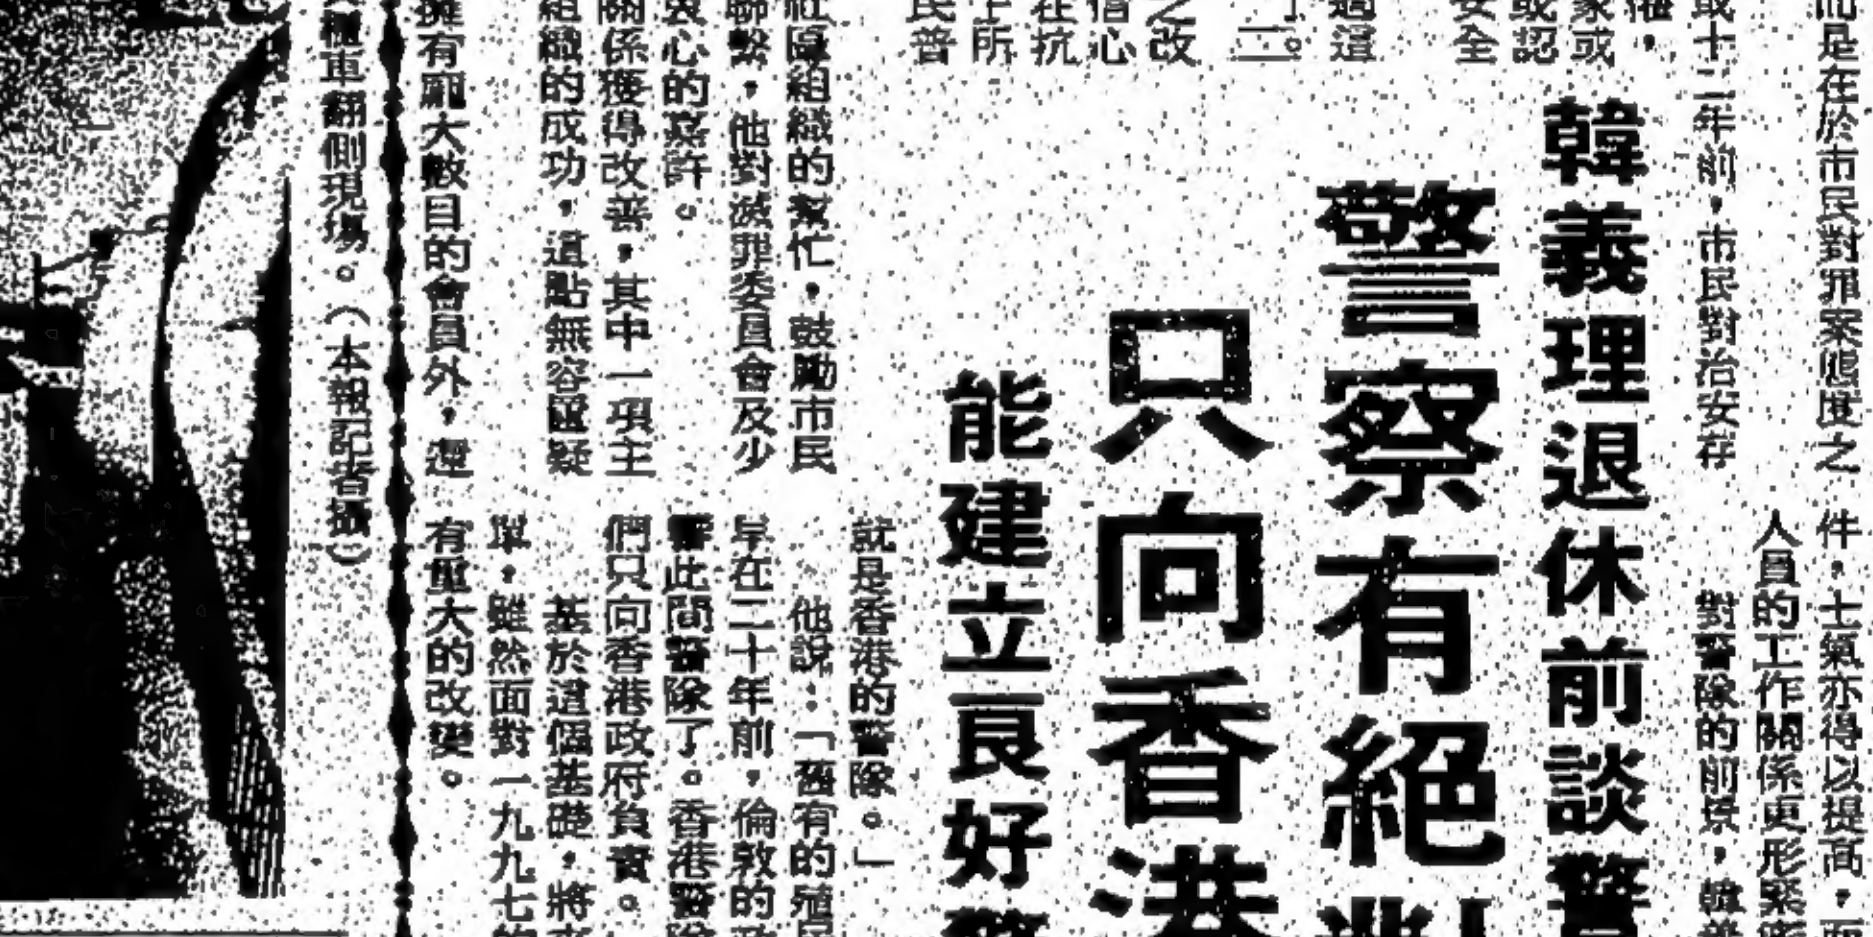 而是在於市民對罪案態度之
件，士氣亦得以提高，而
人員的工作關係更形緊密
或十二年前，市民對治安存
對警隊的前景，韓義
權，
家或
或認
安全
韓義理退休前談警
過這
警察有絕對
二。
之改
信心
在抗
上所
民普
只向香港
能建立良好警
社區組織的幫忙，鼓勵市民
聯繫，他對滅罪委員會及少
衷心的嘉許。
關係獲得改善，其中一項主
組織的成功，這點無容置疑
擁有龐大數目的會員外，還
就是香港的警隊。」
他說：「舊有的殖民
早在二十年前，倫敦的政
審此間警隊了。香港警隊
們只向香港政府負責。
基於這個基礎，將來
單，雖然面對一九九七的
有重大的改變。
櫃車翻側現場。（本報記者攝）